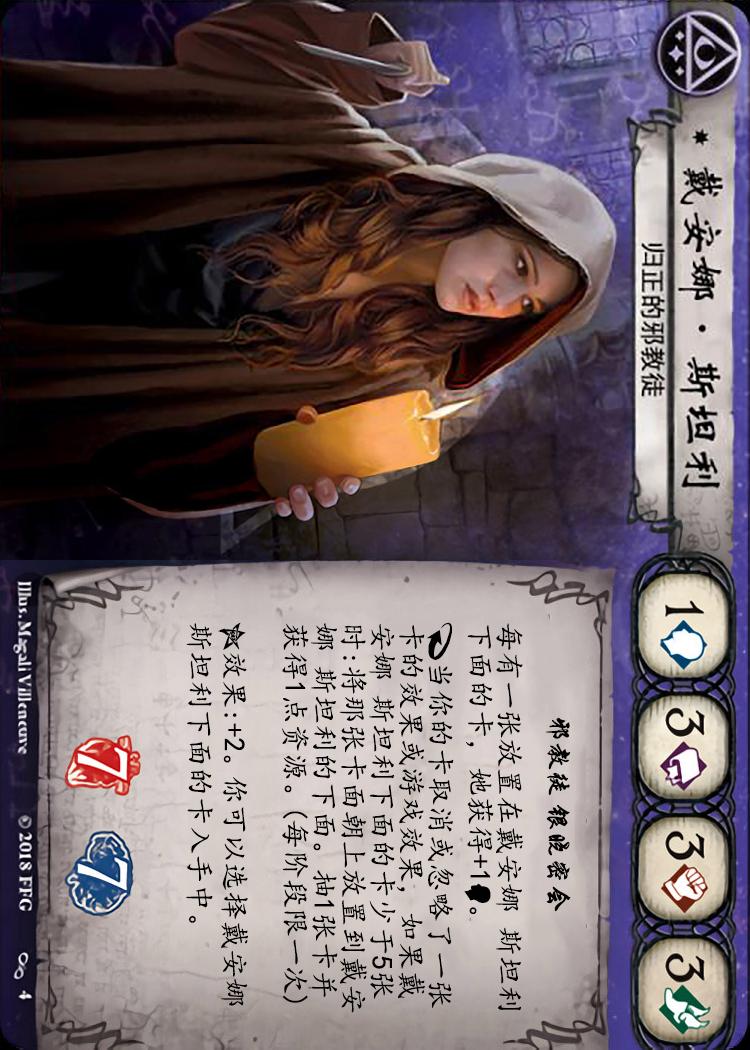 戴安娜·斯坦利
归正的邪教徒
1
3
3
3
邪教徒 银晚密会
每有一张放置在戴安娜 斯坦利
下面的卡，她获得+1。
当你的卡取消或忽略了一张
卡的效果或游戏效果，如果戴
安娜 斯坦利下面的卡少于5张
时:将那张卡面朝上放置到戴安
娜 斯坦利的下面。抽1张卡并
获得1点资源。(每阶段限一次)
效果:+2。你可以选择戴安娜
斯坦利下面的卡入手中。
7
7
Illus. Magali Villeneuve
© 2018 FFG
4